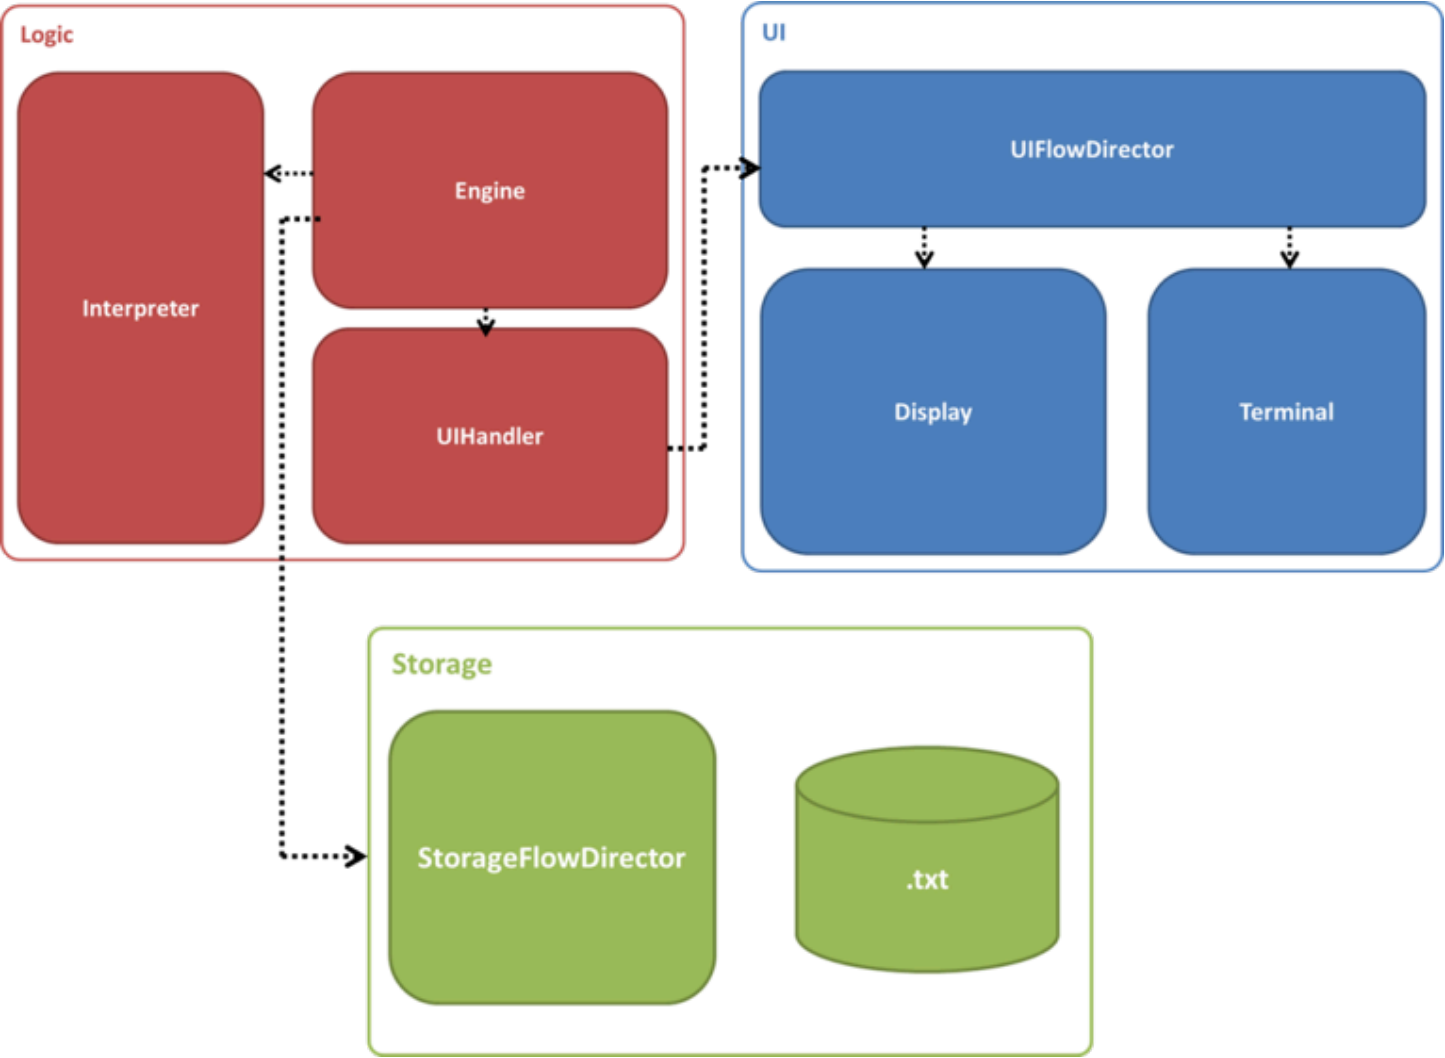 Logic
Interpreter
Engine
UIHandler
UI
UIFlowDirector
Display
Terminal
Storage
StorageFlowDirector
.txt